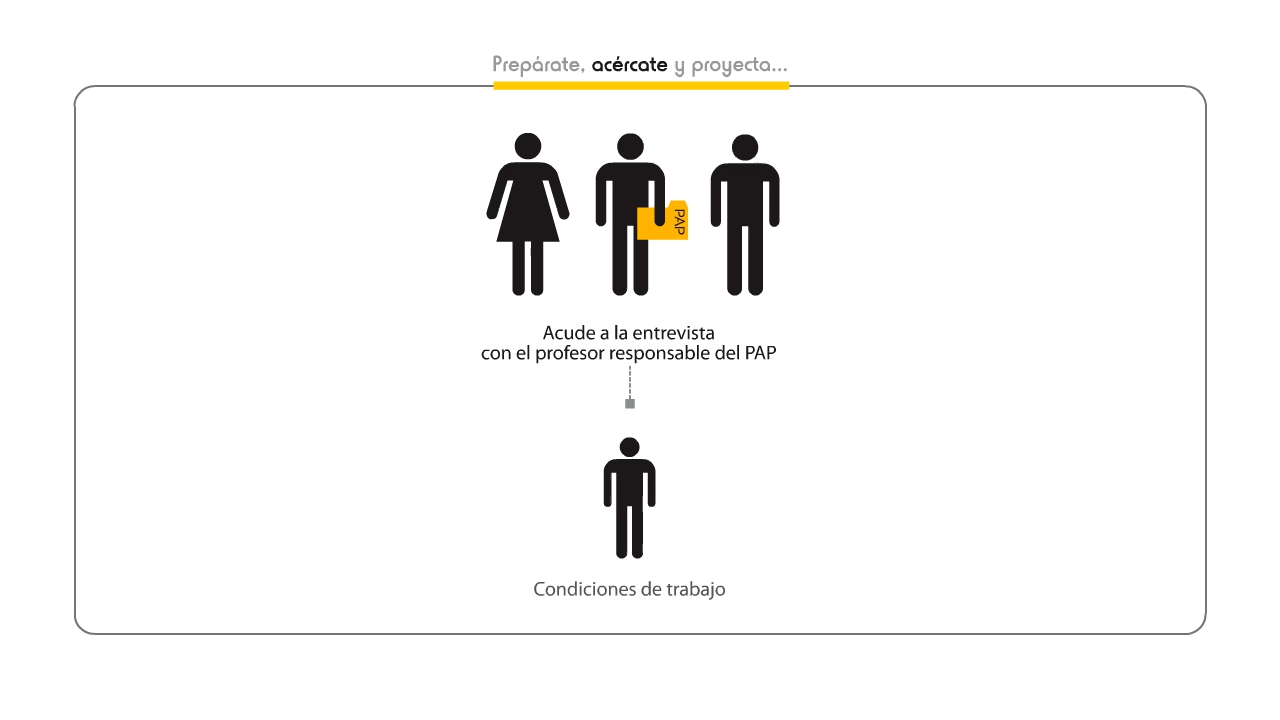 Prepárate, acércate y proyecta...
PAP
Acude a la entrevista
con el profesor responsable del PAP
Condiciones de trabajo